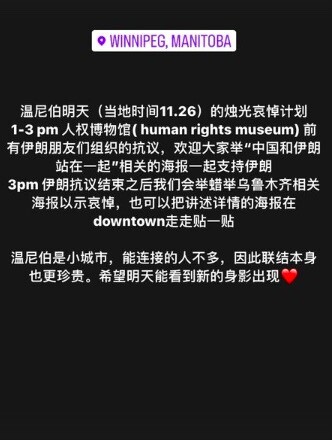 WINNIPEG, MANITOBA
温尼伯明天（当地时间11.26）的烛光哀悼计划
1-3 pm 人权博物馆( human rights museum) 前
有伊朗朋友们组织的抗议，欢迎大家举“中国和伊朗
站在一起”相关的海报一起支持伊朗
3pm 伊朗抗议结束之后我们会举蜡举乌鲁木齐相关
海报以示哀悼，也可以把讲述详情的海报在
downtown走走贴一贴
温尼伯是小城市，能连接的人不多，因此联结本身
也更珍贵。希望明天能看到新的身影出现❤️